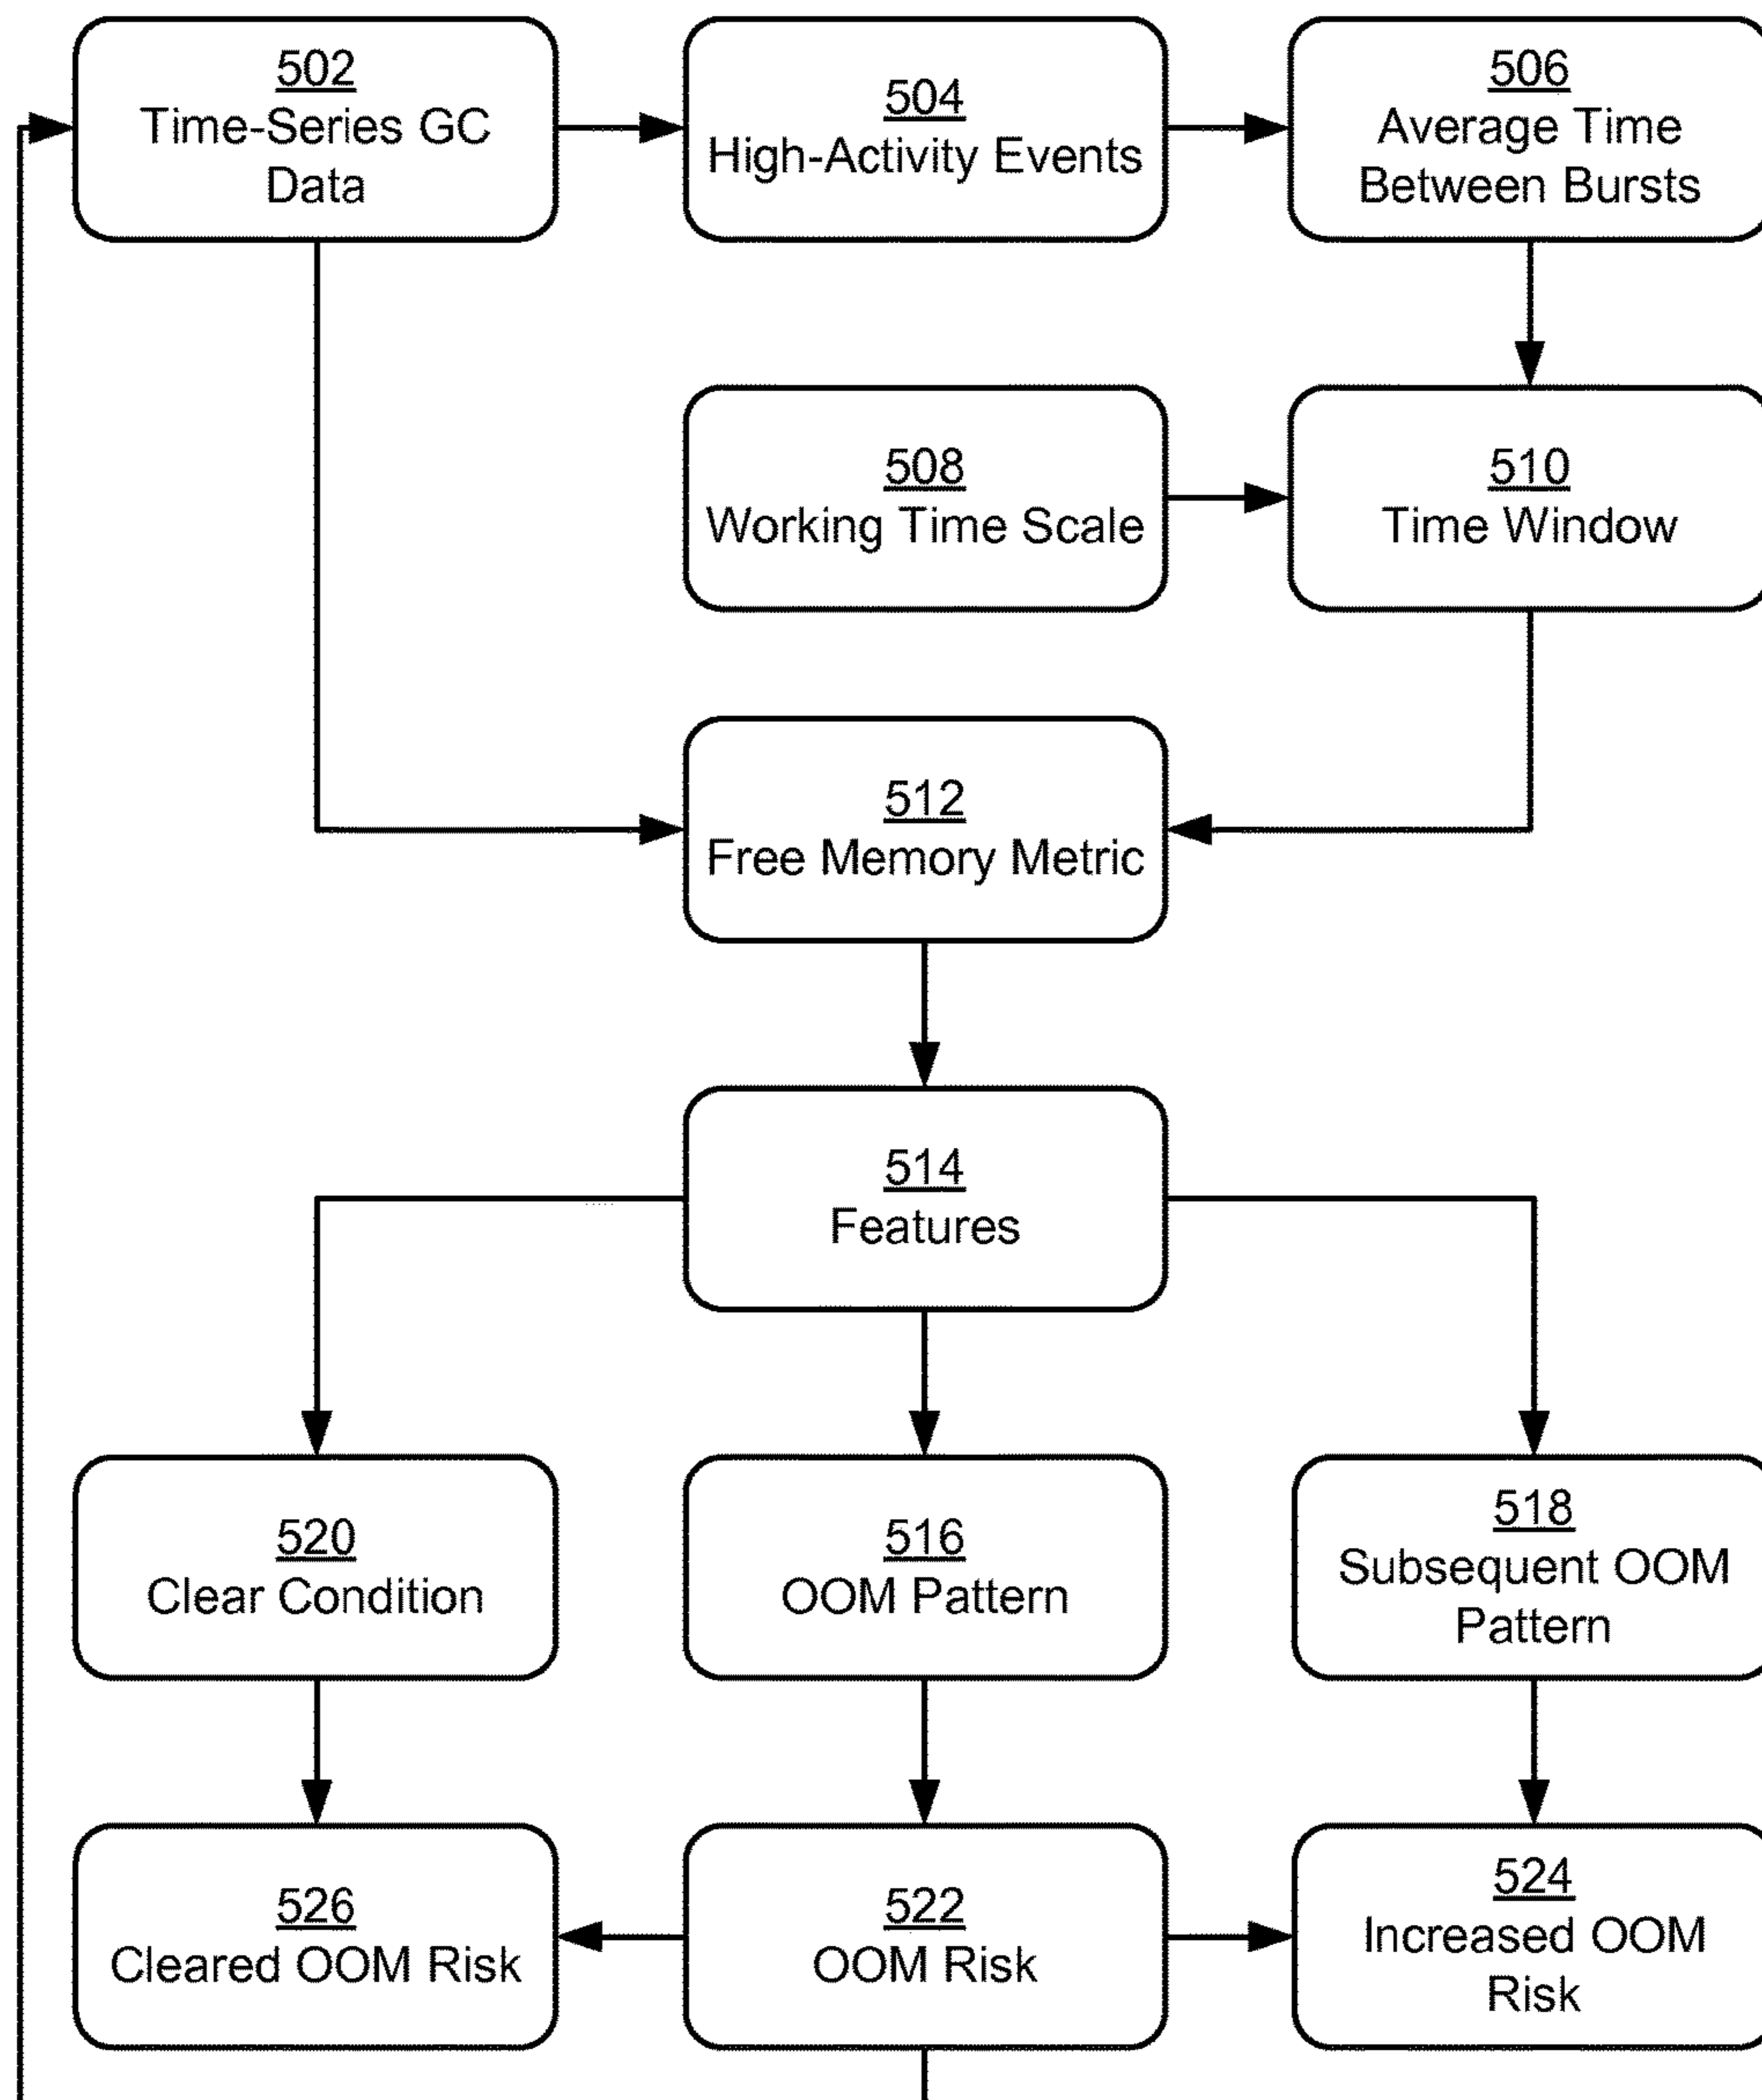 502
Time-Series GC
Data
504
High-Activity Events
506
Average Time
Between Bursts
508
Working Time Scale
510
Time Window
512
Free Memory Metric
514
Features
520
Clear Condition
516
OOM Pattern
518
Subsequent OOM
Pattern
526
Cleared OOM Risk
522
OOM Risk
524
Increased OOM
Risk